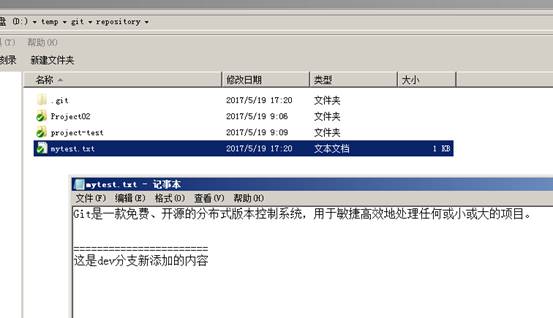 盘 (D:) ▾ temp ▾ git ▾ repository ▾
(T) 帮助(H)
刻录 新建文件夹
名称 修改日期 类型 大小
.git 2017/5/19 17:20 文件夹
Project02 2017/5/19 9:06 文件夹
project-test 2017/5/19 9:09 文件夹
mytest.txt 2017/5/19 17:20 文本文档 1 KB
mytest.txt - 记事本
文件(F) 编辑(E) 格式(O) 查看(V) 帮助(H)
Git是一款免费、开源的分布式版本控制系统，用于敏捷高效地处理任何或小或大的项目。
======================
这是dev分支新添加的内容